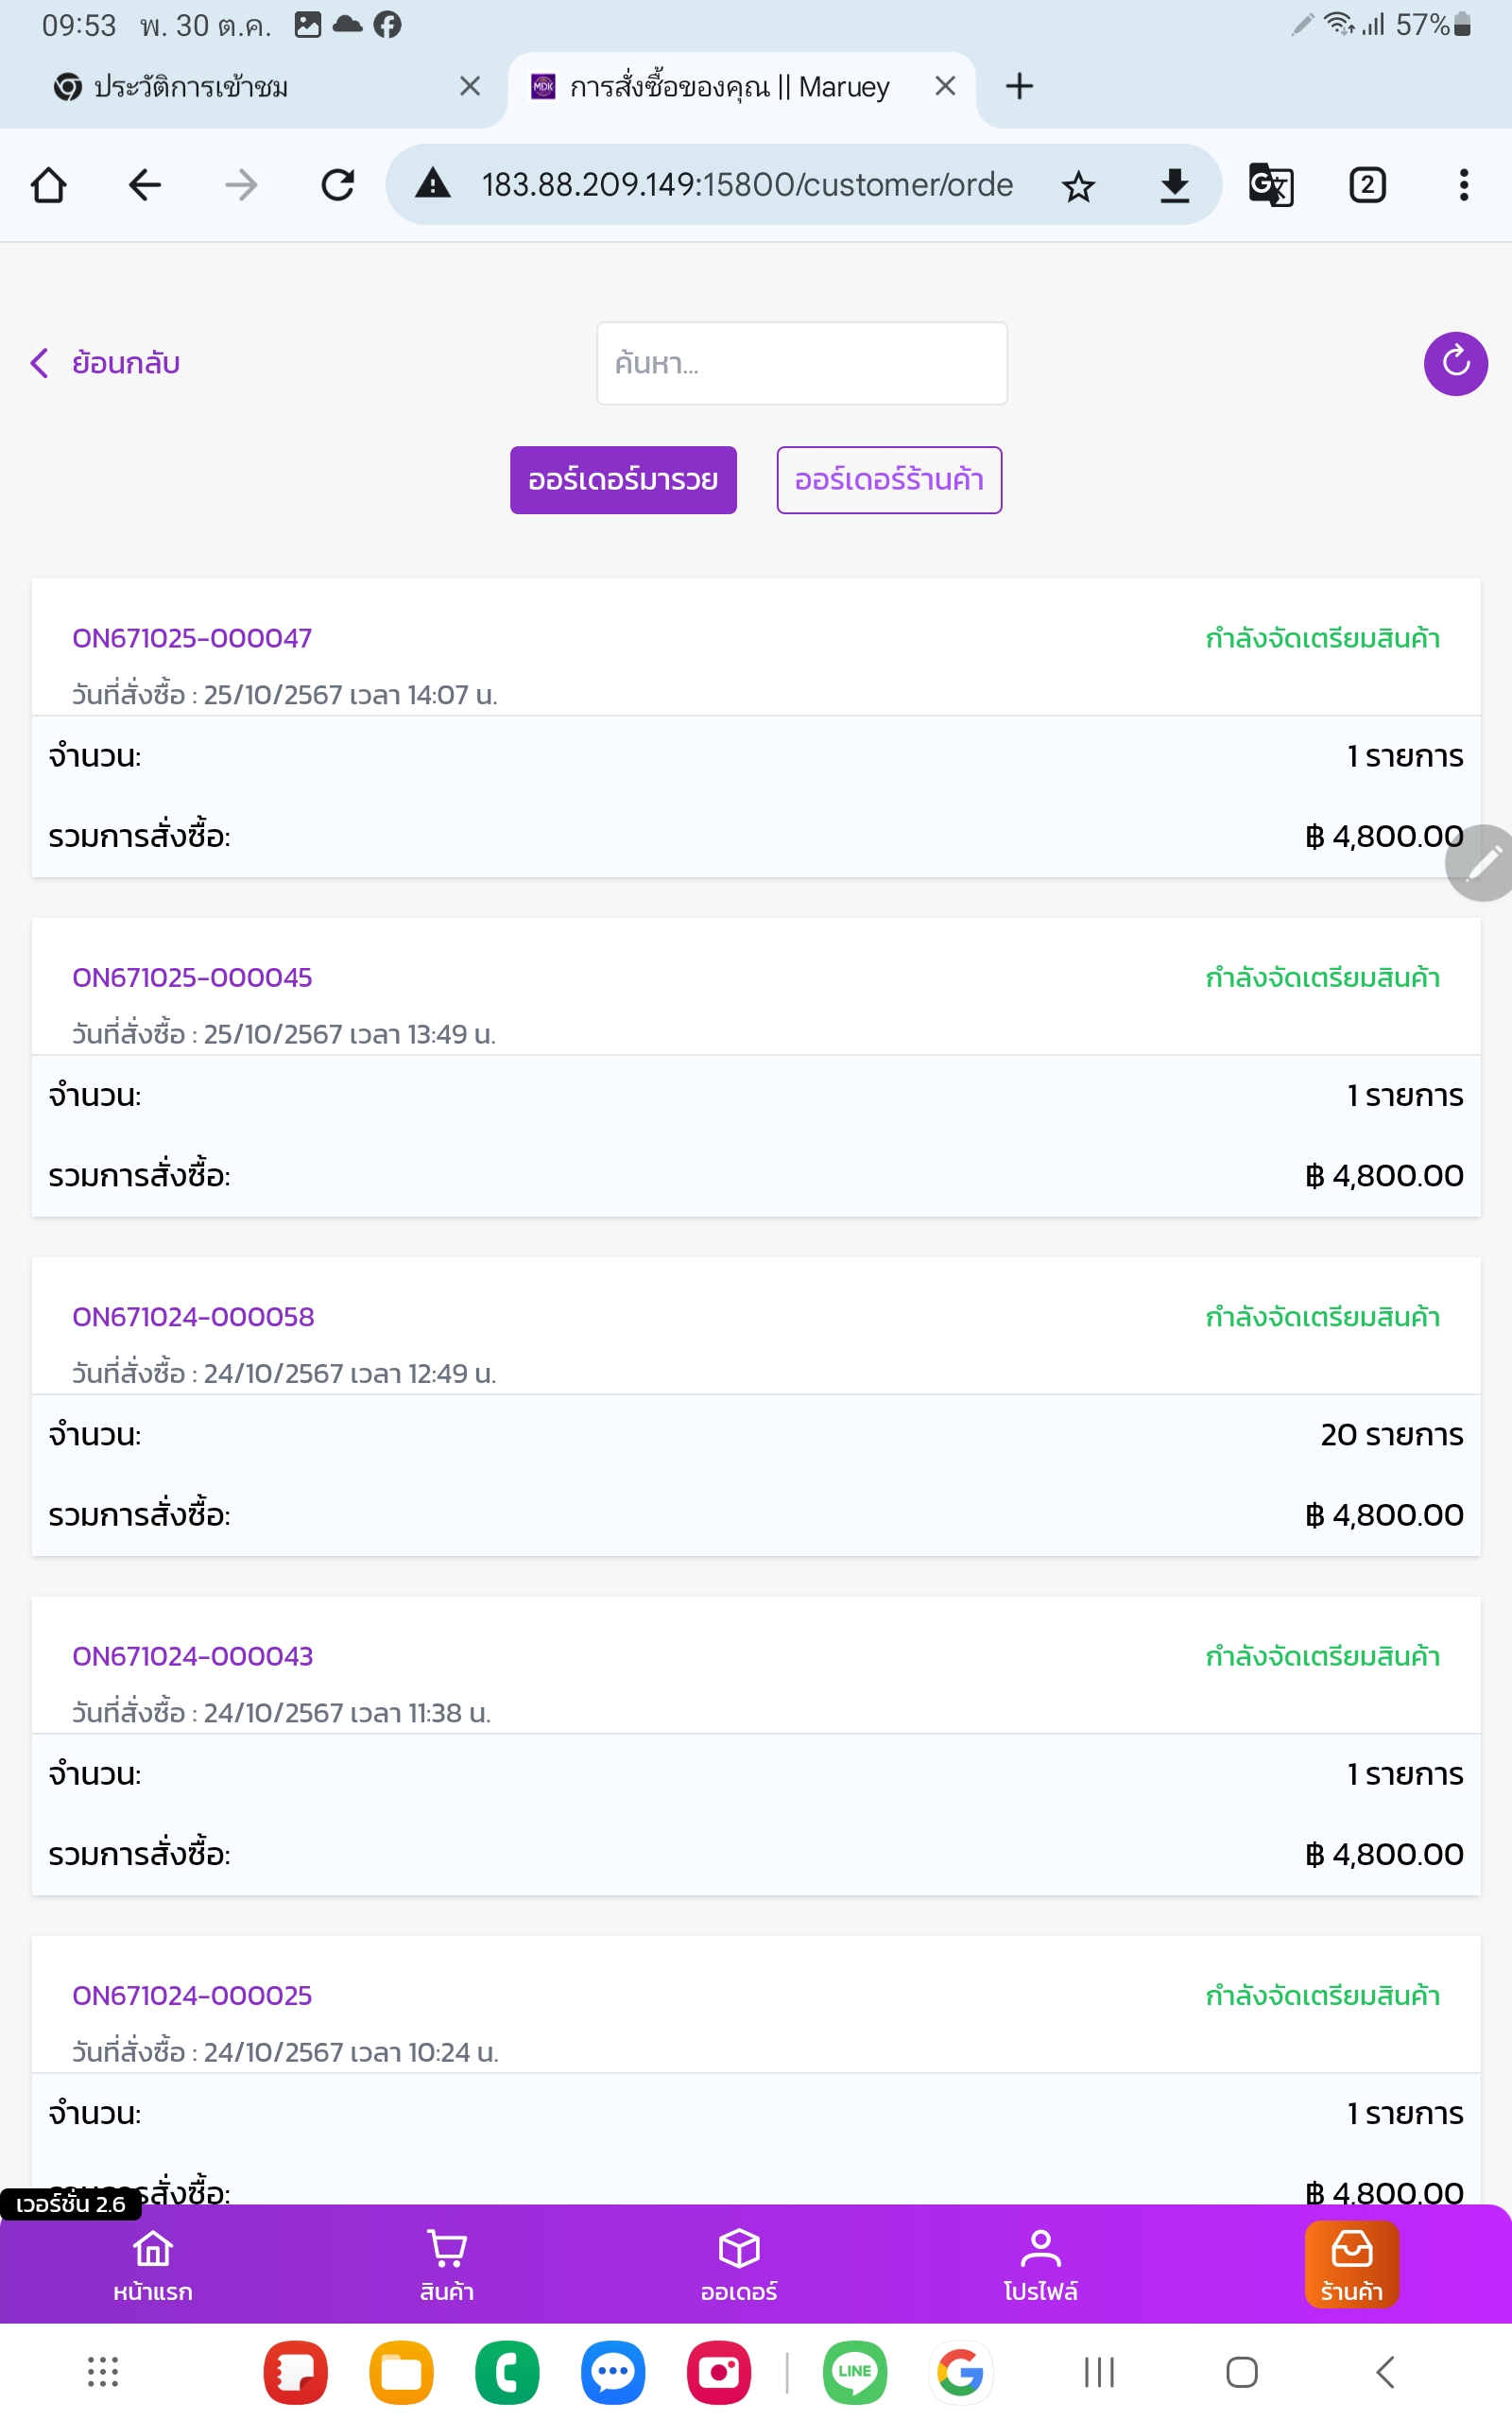 09:53 พ. 30 ต.ค. 57%
ประวัติการเข้าชม
MDK การสั่งซื้อของคุณ || Maruey
183.88.209.149:15800/customer/orde
2
ย้อนกลับ
ค้นหา...
ออร์เดอร์มารวย ออร์เดอร์ร้านค้า
ON671025-000047 กำลังจัดเตรียมสินค้า
วันที่สั่งซื้อ : 25/10/2567 เวลา 14:07 น.
จำนวน: 1 รายการ
รวมการสั่งซื้อ: ฿ 4,800.00
ON671025-000045 กำลังจัดเตรียมสินค้า
วันที่สั่งซื้อ : 25/10/2567 เวลา 13:49 น.
จำนวน: 1 รายการ
รวมการสั่งซื้อ: ฿ 4,800.00
ON671024-000058 กำลังจัดเตรียมสินค้า
วันที่สั่งซื้อ : 24/10/2567 เวลา 12:49 น.
จำนวน: 20 รายการ
รวมการสั่งซื้อ: ฿ 4,800.00
ON671024-000043 กำลังจัดเตรียมสินค้า
วันที่สั่งซื้อ : 24/10/2567 เวลา 11:38 น.
จำนวน: 1 รายการ
รวมการสั่งซื้อ: ฿ 4,800.00
ON671024-000025 กำลังจัดเตรียมสินค้า
วันที่สั่งซื้อ : 24/10/2567 เวลา 10:24 น.
จำนวน: 1 รายการ
รวมการสั่งซื้อ: ฿ 4,800.00
เวอร์ชั่น 2.6
หน้าแรก สินค้า ออเดอร์ โปรไฟล์ ร้านค้า
LINE